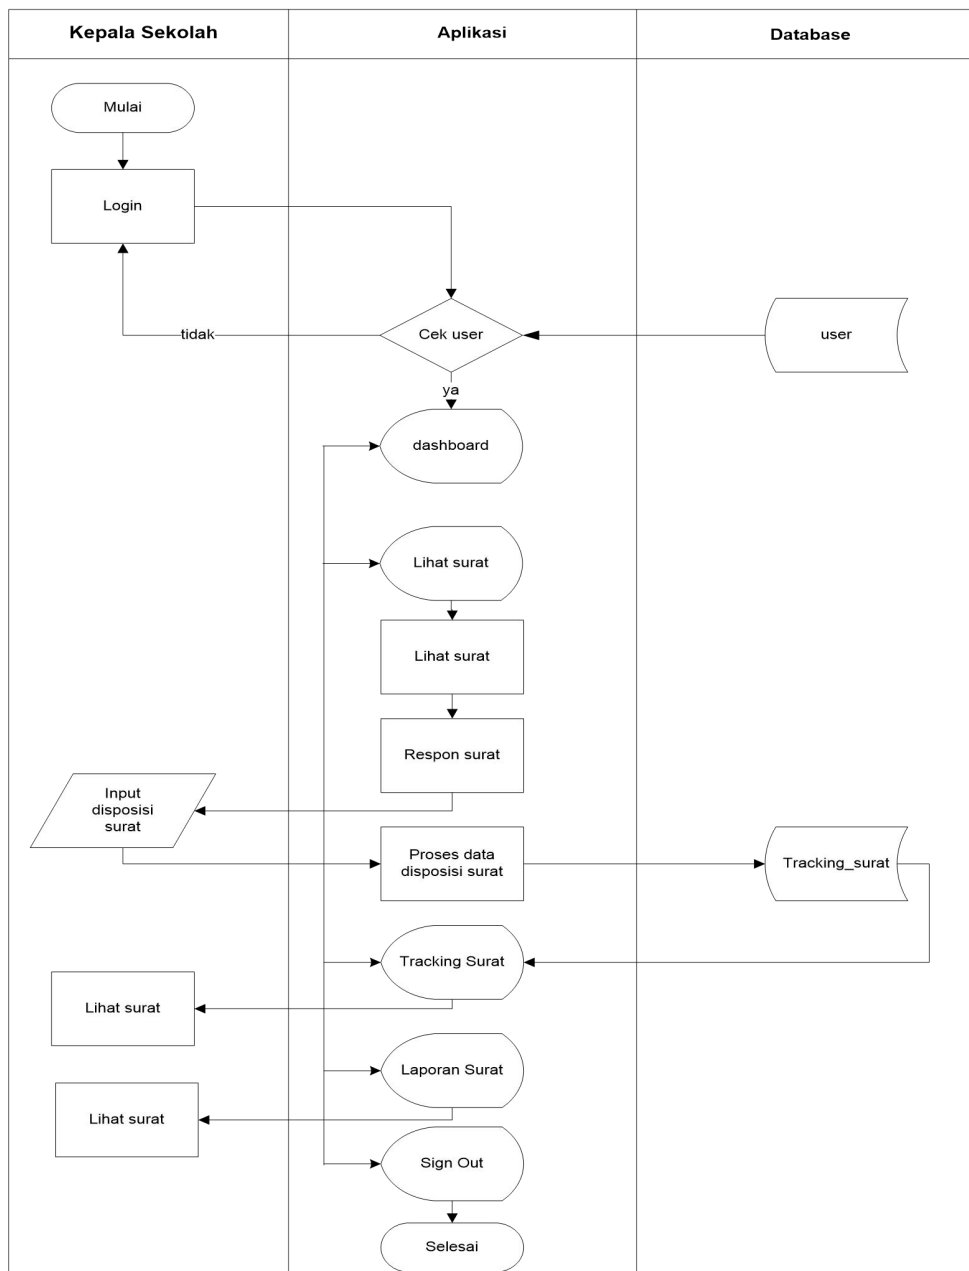 Kepala Sekolah
Aplikasi
Database
Mulai
Login
tidak
Cek user
user
ya
dashboard
Lihat surat
Lihat surat
Respon surat
Input
disposisi
surat
Proses data
disposisi surat
Tracking_surat
Tracking Surat
Lihat surat
Laporan Surat
Lihat surat
Sign Out
Selesai